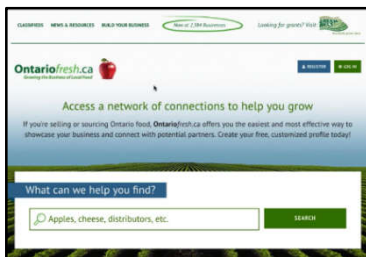 CLASSIFIEDS NEWS & RESOURCES BUILD YOUR BUSINESS Now at 2,384 Businesses Looking for grants? Visit
Ontariofresh.ca
Growing the Business of Local Food
REGISTER LOG IN
Access a network of connections to help you grow
If you're selling or sourcing Ontario food, Ontariofresh.ca offers you the easiest and most effective way to
showcase your business and connect with potential partners. Create your free, customized profile today!
What can we help you find?
Apples, cheese, distributors, etc. SEARCH